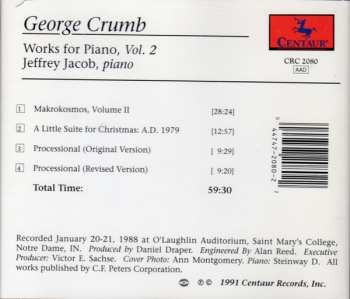 George Crumb
Works for Piano, Vol. 2
Jeffrey Jacob, piano
CENTAUR
CRC 2080
AAD
1 Makrokosmos, Volume II [28:24]
2 A Little Suite for Christmas: A.D. 1979 [12:57]
3 Processional (Original Version) [ 9:29]
4 Processional (Revised Version) [ 9:20]
Total Time: 59:30
44747-2080-2
Recorded January 20-21, 1988 at O'Laughlin Auditorium, Saint Mary's College,
Notre Dame, IN. Produced by Daniel Draper. Engineered By Alan Reed. Executive
Producer: Victor E. Sachse. Cover Photo: Ann Montgomery. Piano: Steinway D. All
works published by C.F. Peters Corporation.
℗ © 1991 Centaur Records, Inc.